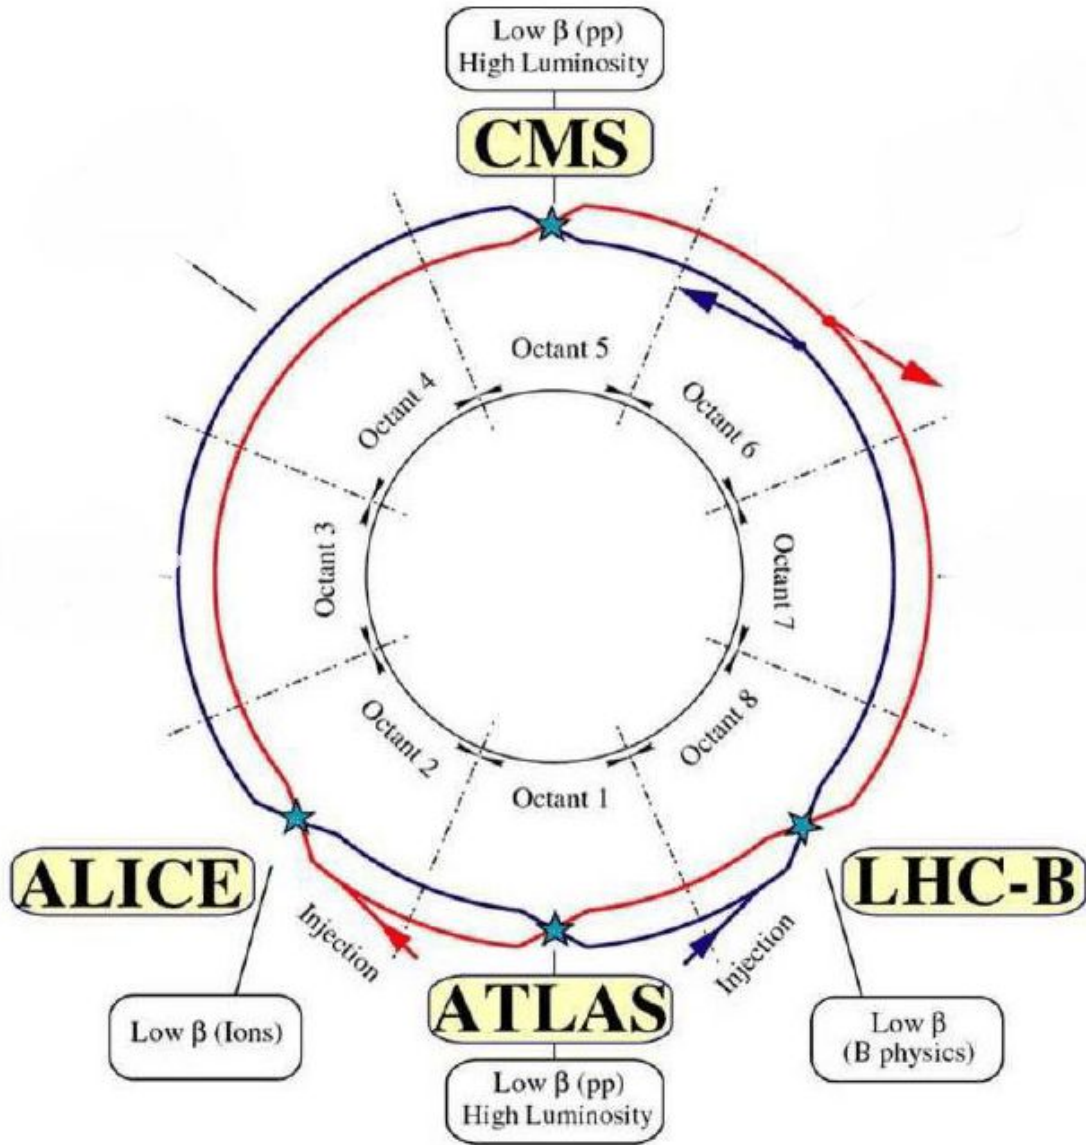 Low β (pp)
High Luminosity
CMS
Octant 5
Octant 4
Octant 6
Octant 3
Octant 7
Octant 2
Octant 8
Octant 1
ALICE
LHC-B
Injection
Injection
ATLAS
Low β (Ions)
Low β
(B physics)
Low β (pp)
High Luminosity